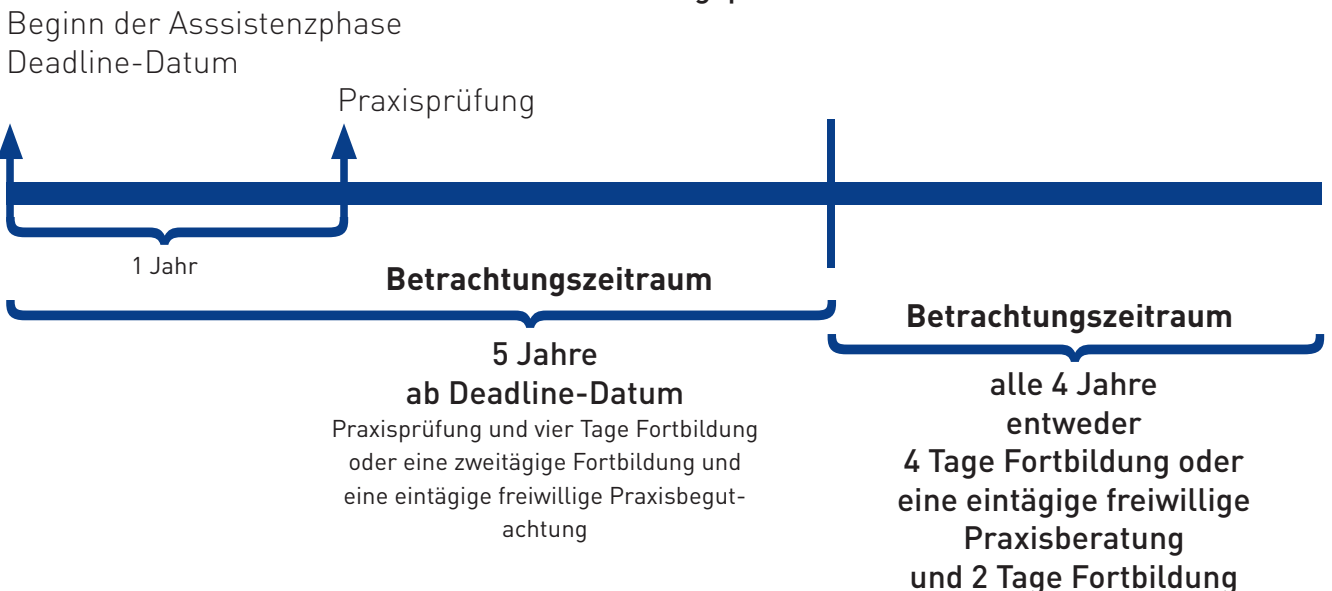 Beginn der Asssistenzphase
Deadline-Datum
Praxisprüfung
1 Jahr
Betrachtungszeitraum
5 Jahre
ab Deadline-Datum
Praxisprüfung und vier Tage Fortbildung
oder eine zweitägige Fortbildung und
eine eintägige freiwillige Praxisbegut-
achtung
Betrachtungszeitraum
alle 4 Jahre
entweder
4 Tage Fortbildung oder
eine eintägige freiwillige
Praxisberatung
und 2 Tage Fortbildung